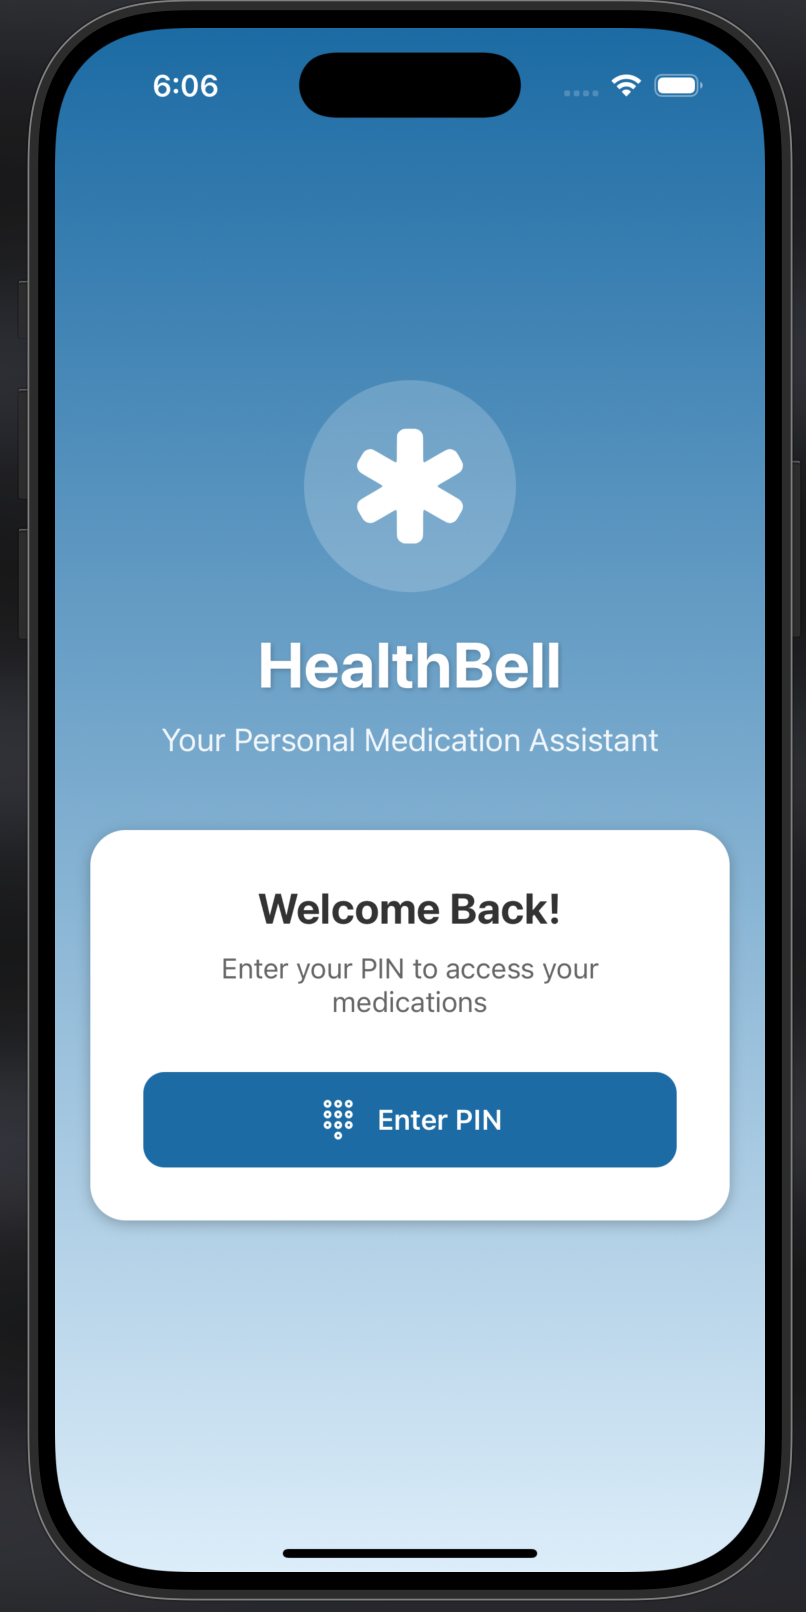 6:06
HealthBell
Your Personal Medication Assistant
Welcome Back!
Enter your PIN to access your
medications
Enter PIN